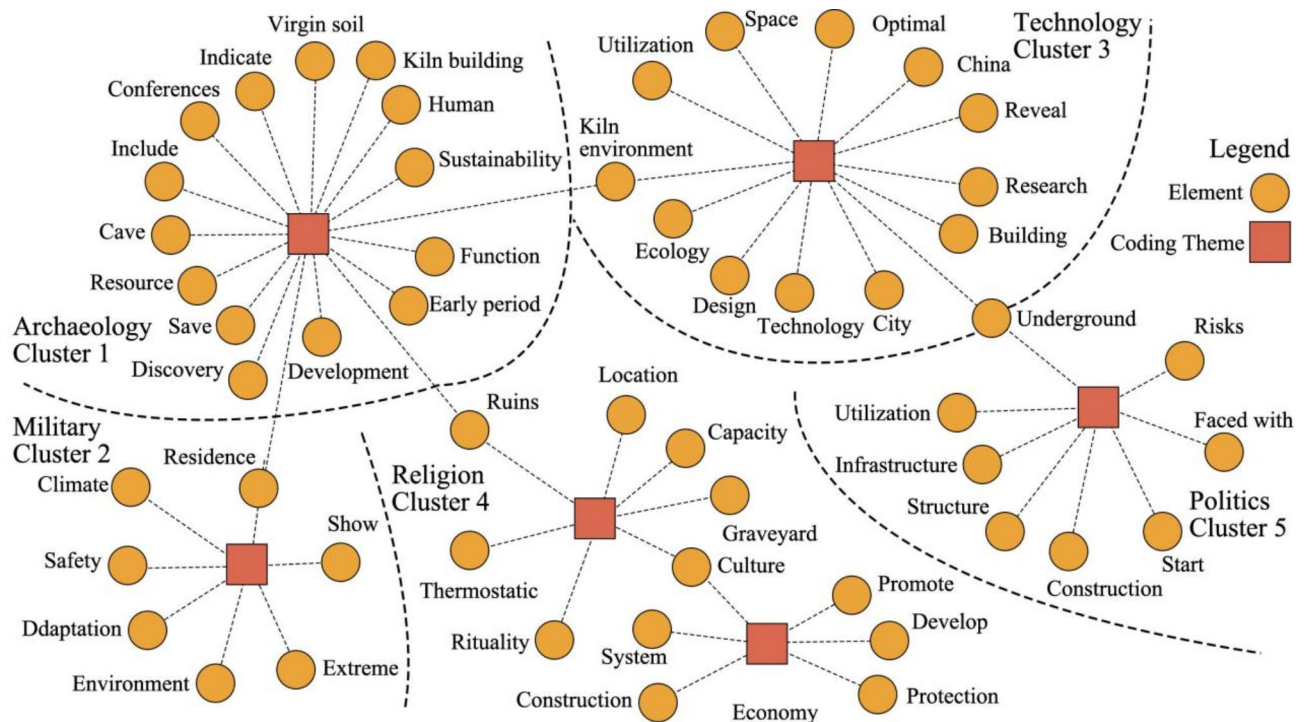 Virgin soil
Indicate
Kiln building
Conferences
Human
Include
Sustainability
Cave
Function
Resource
Early period
Save
Archaeology
Cluster 1
Discovery
Development
Space
Optimal
Technology
Cluster 3
Utilization
China
Reveal
Kiln
environment
Research
Ecology
Building
Design
Technology
City
Underground
Legend
Element
Coding Theme
Military
Cluster 2
Residence
Climate
Show
Safety
Ddaptation
Environment
Extreme
Ruins
Location
Capacity
Religion
Cluster 4
Graveyard
Thermostatic
Culture
Rituality
Promote
System
Develop
Construction
Protection
Economy
Risks
Utilization
Faced with
Infrastructure
Structure
Politics
Cluster 5
Start
Construction